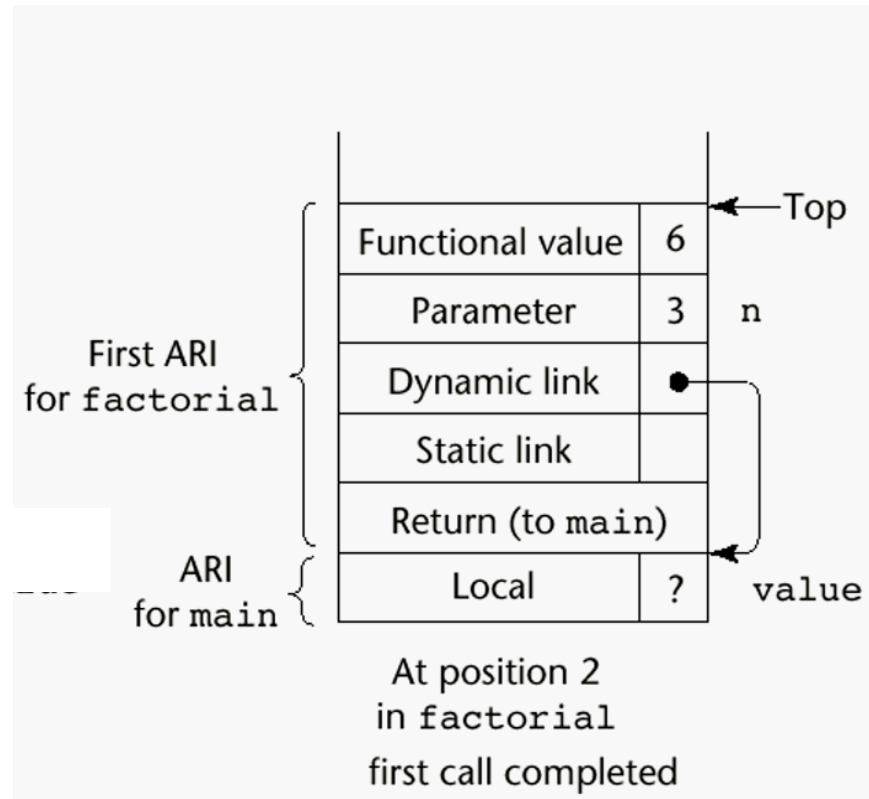 Top
Functional value 6
Parameter 3 n
First ARI
for factorial
Dynamic link
Static link
Return (to main)
ARI
for main
Local ? value
At position 2
in factorial
first call completed